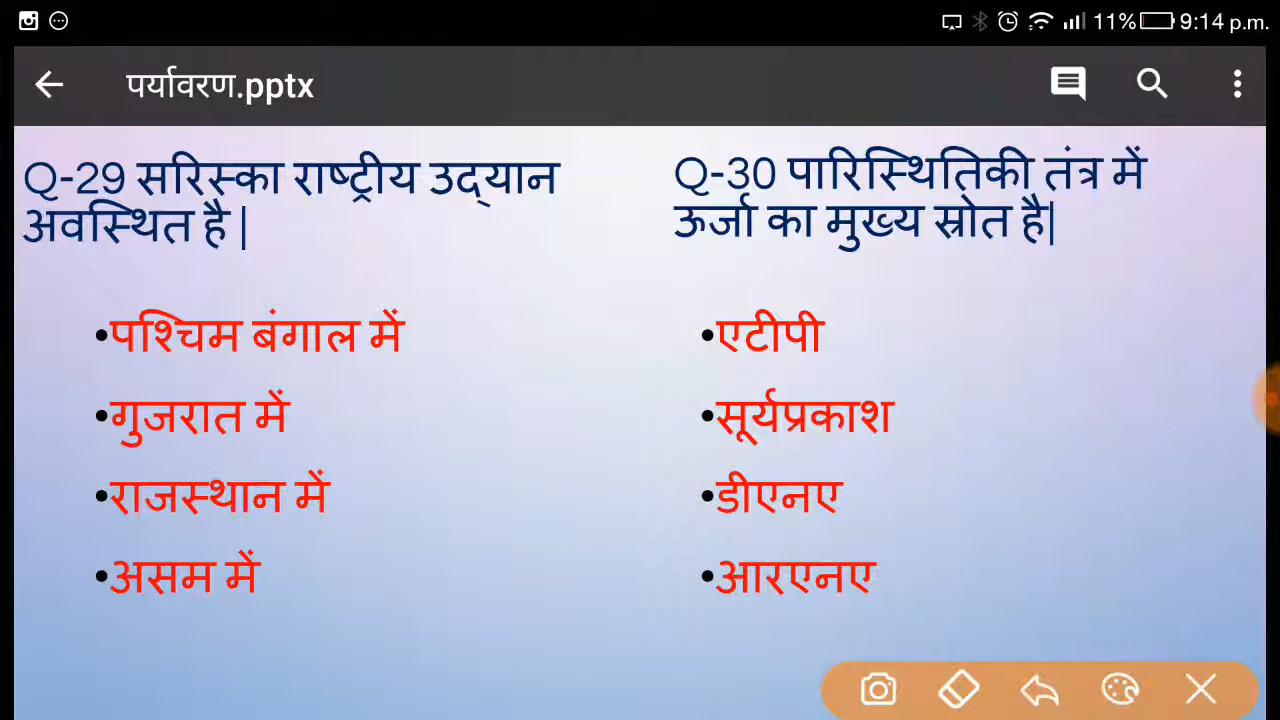 11% 9:14 p.m.
पर्यावरण.pptx
Q-29 सरिस्का राष्ट्रीय उद्यान
अवस्थित है |
•पश्चिम बंगाल में
•गुजरात में
•राजस्थान में
•असम में
Q-30 पारिस्थितिकी तंत्र में
ऊर्जा का मुख्य स्रोत है|
•एटीपी
•सूर्यप्रकाश
•डीएनए
•आरएनए